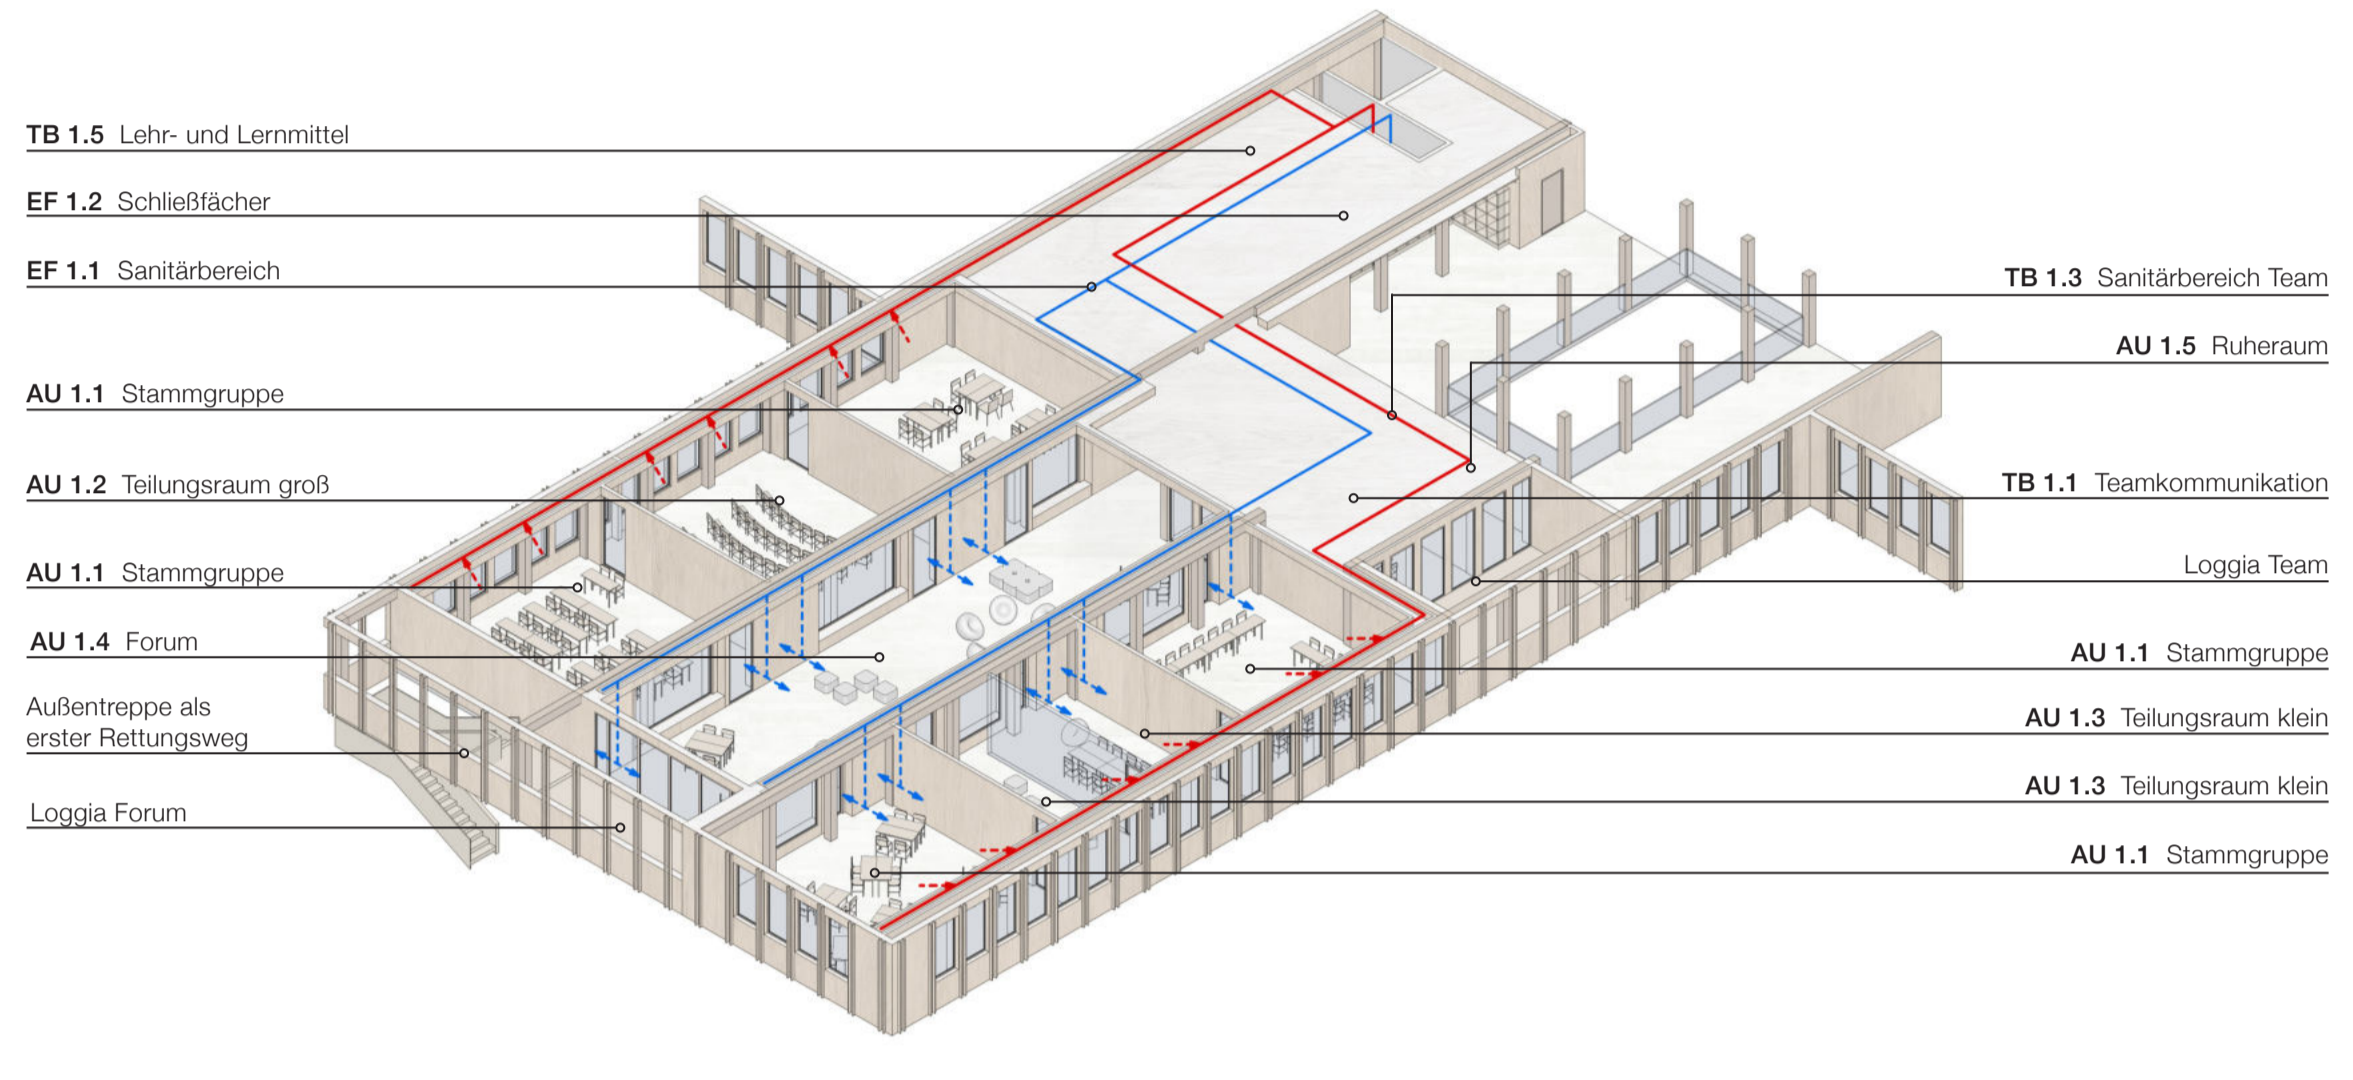 TB 1.5 Lehr- und Lernmittel
EF 1.2 Schließfächer
EF 1.1 Sanitärbereich
AU 1.1 Stammgruppe
AU 1.2 Teilungsraum groß
AU 1.1 Stammgruppe
AU 1.4 Forum
Außentreppe als
erster Rettungsweg
Loggia Forum
TB 1.3 Sanitärbereich Team
AU 1.5 Ruheraum
TB 1.1 Teamkommunikation
Loggia Team
AU 1.1 Stammgruppe
AU 1.3 Teilungsraum klein
AU 1.3 Teilungsraum klein
AU 1.1 Stammgruppe